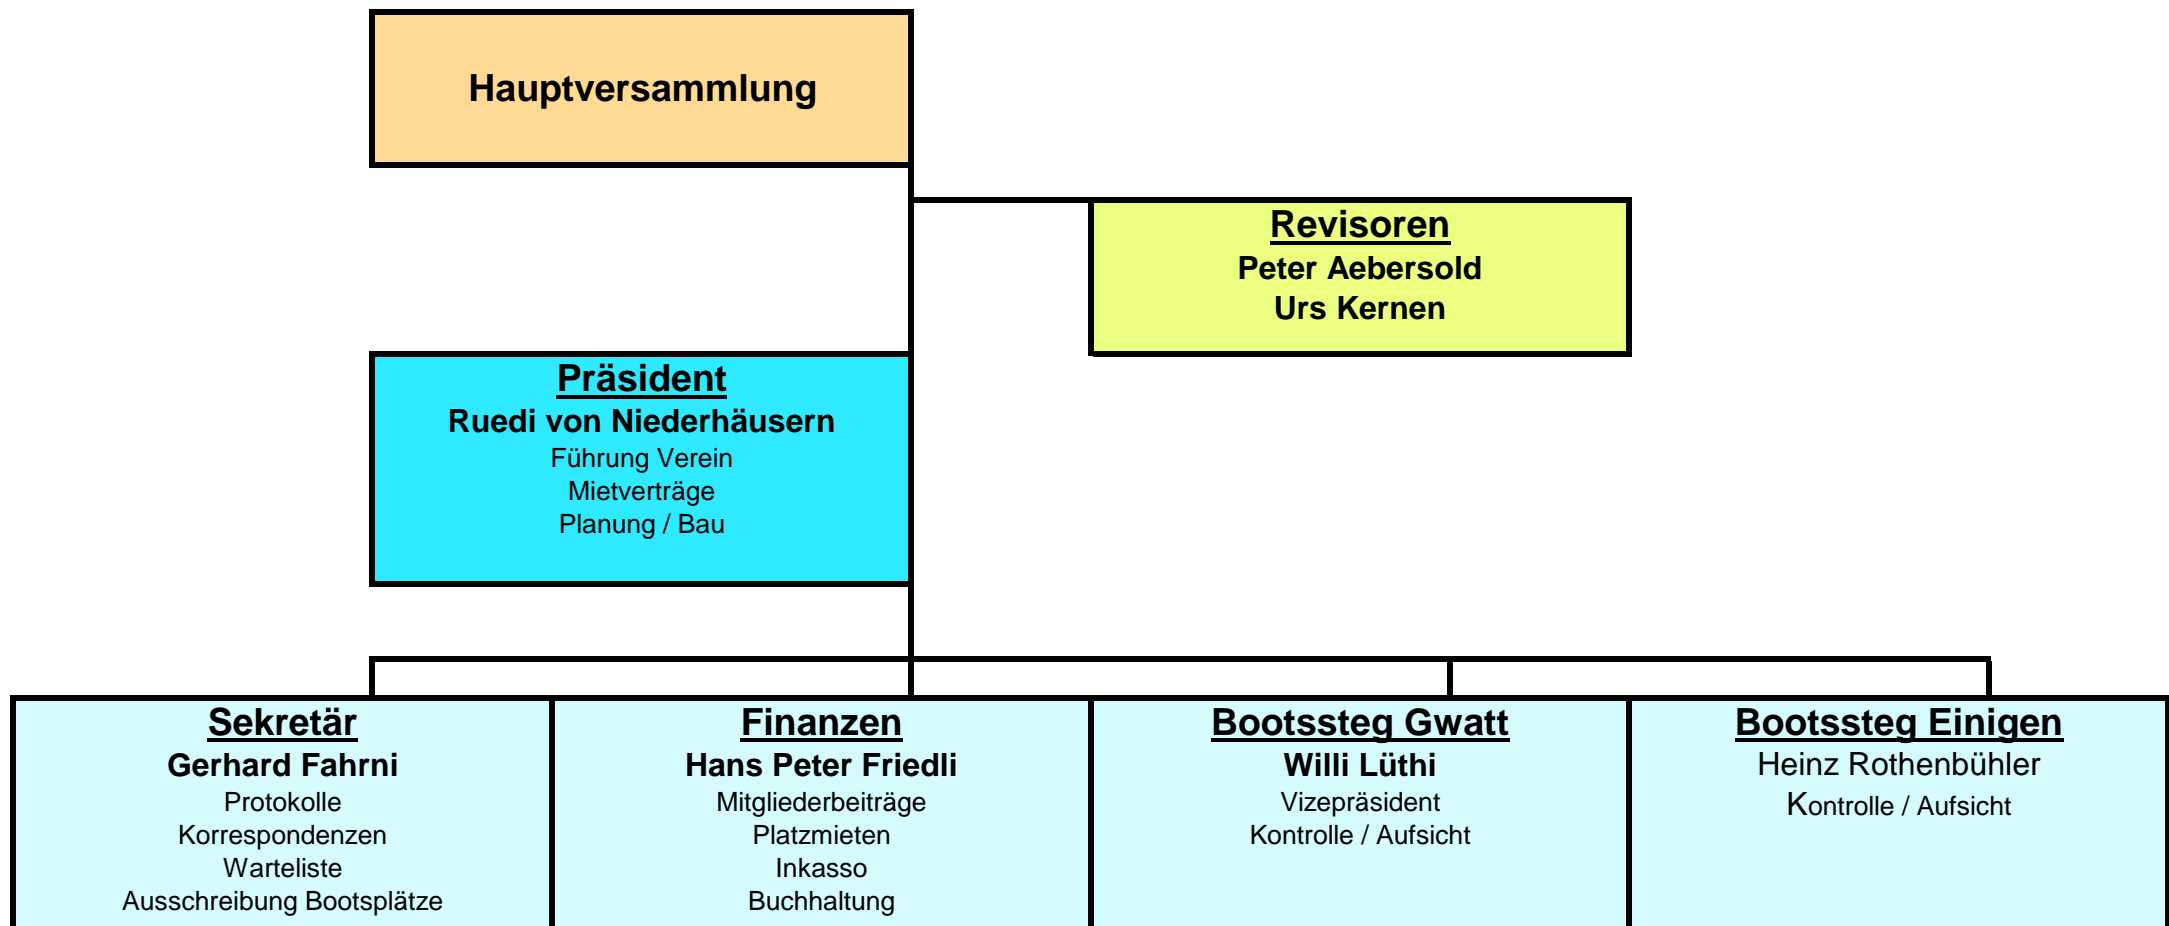 Hauptversammlung
Revisoren
Peter Aebersold
Urs Kernen
Präsident
Ruedi von Niederhäusern
Führung Verein
Mietverträge
Planung / Bau
Sekretär
Gerhard Fahrni
Protokolle
Korrespondenzen
Warteliste
Ausschreibung Bootsplätze
Finanzen
Hans Peter Friedli
Mitgliederbeiträge
Platzmieten
Inkasso
Buchhaltung
Bootssteg Gwatt
Willi Lüthi
Vizepräsident
Kontrolle / Aufsicht
Bootssteg Einigen
Heinz Rothenbühler
Kontrolle / Aufsicht